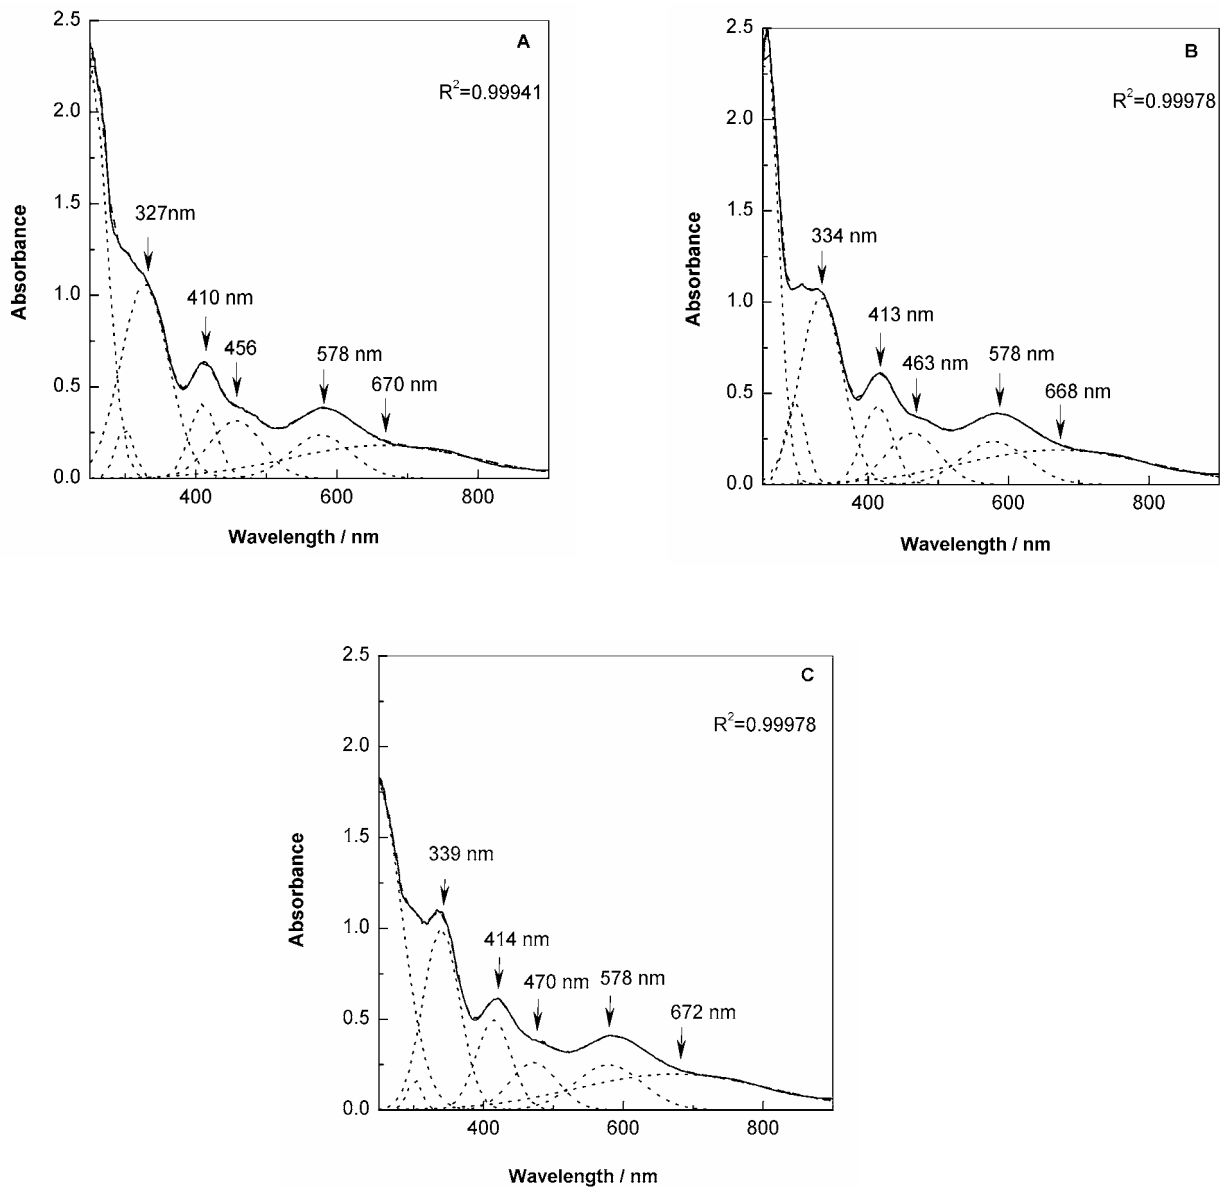 A
R²=0.99941
2.5
2.0
1.5
1.0
0.5
0.0
Absorbance
327nm
410 nm
456
578 nm
670 nm
400
600
800
Wavelength / nm
B
R²=0.99978
2.5
2.0
1.5
1.0
0.5
0.0
Absorbance
334 nm
413 nm
463 nm
578 nm
668 nm
400
600
800
Wavelength / nm
C
R²=0.99978
2.5
2.0
1.5
1.0
0.5
0.0
Absorbance
339 nm
414 nm
470 nm
578 nm
672 nm
400
600
800
Wavelength / nm